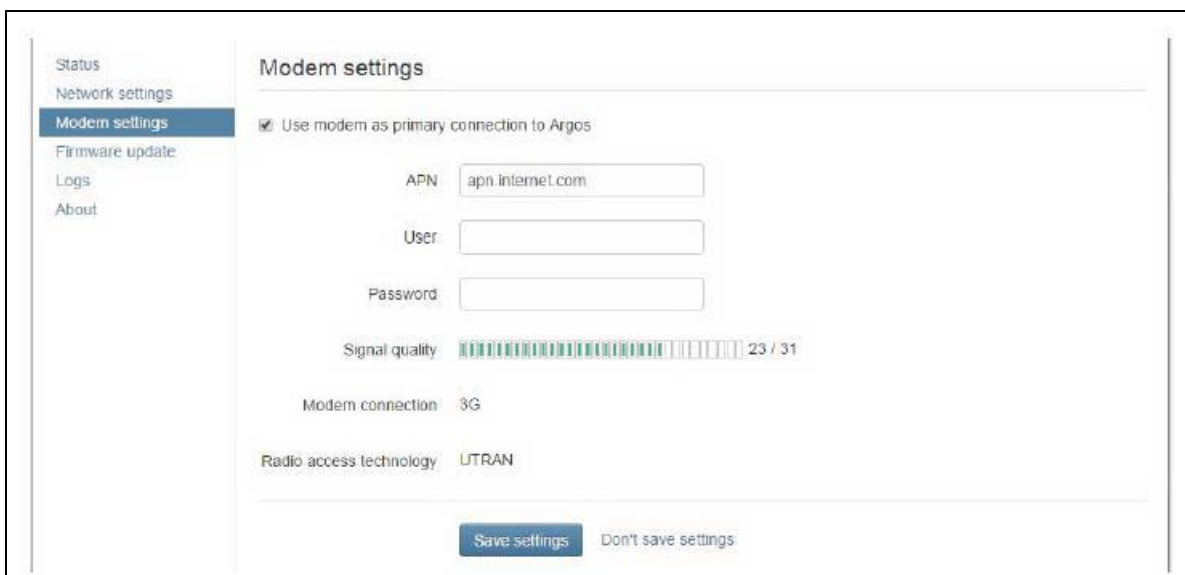 Status
Network settings
Modem settings
Firmware update
Logs
About
Modem settings
Use modem as primary connection to Argos
APN apn.internet.com
User
Password
Signal quality 23 / 31
Modem connection 3G
Radio access technology UTRAN
Save settings Don't save settings